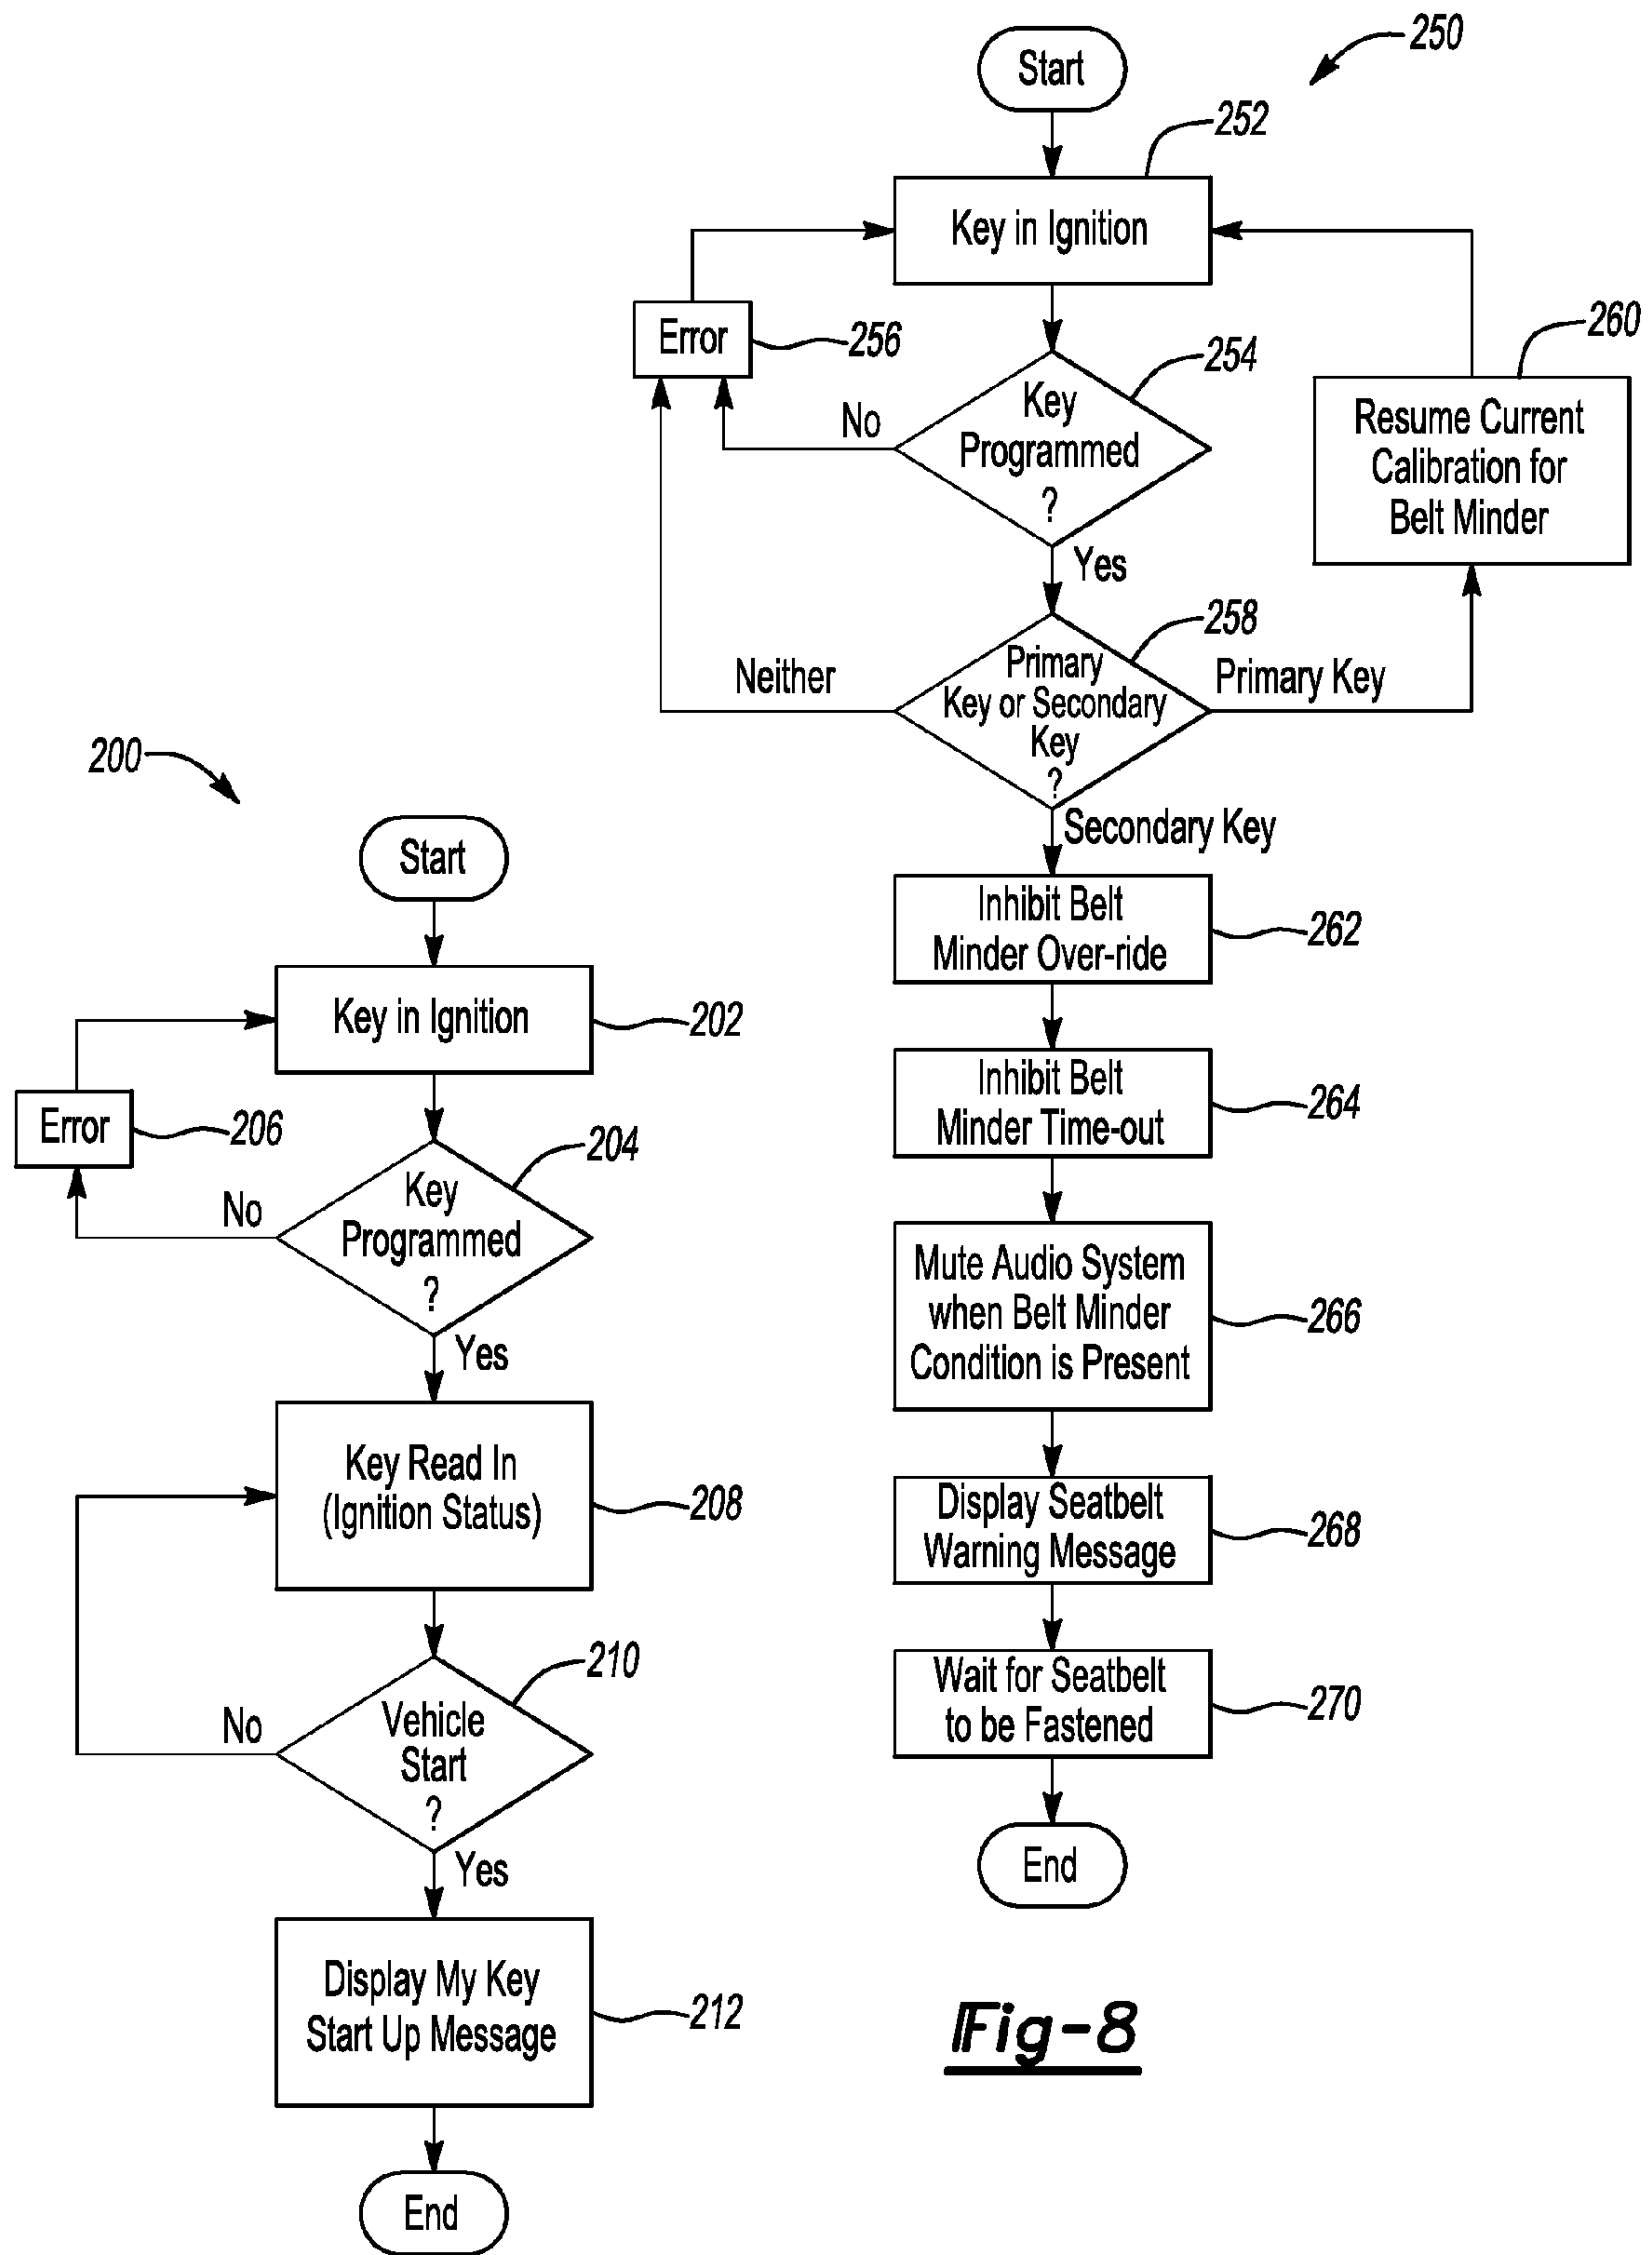 250
Start
252
Key in Ignition
Error
256
254
Key
Programmed
?
No
Yes
260
Resume Current
Calibration for
Belt Minder
258
Primary
Key or Secondary
Key
?
Neither
Primary Key
Secondary Key
Inhibit Belt
Minder Over-ride
262
Inhibit Belt
Minder Time-out
264
Mute Audio System
when Belt Minder
Condition is Present
266
Display Seatbelt
Warning Message
268
Wait for Seatbelt
to be Fastened
270
End
200
Start
Key in Ignition
202
Error
206
204
Key
Programmed
?
No
Yes
Key Read In
(Ignition Status)
208
210
Vehicle
Start
?
No
Yes
Display My Key
Start Up Message
212
End
Fig-8